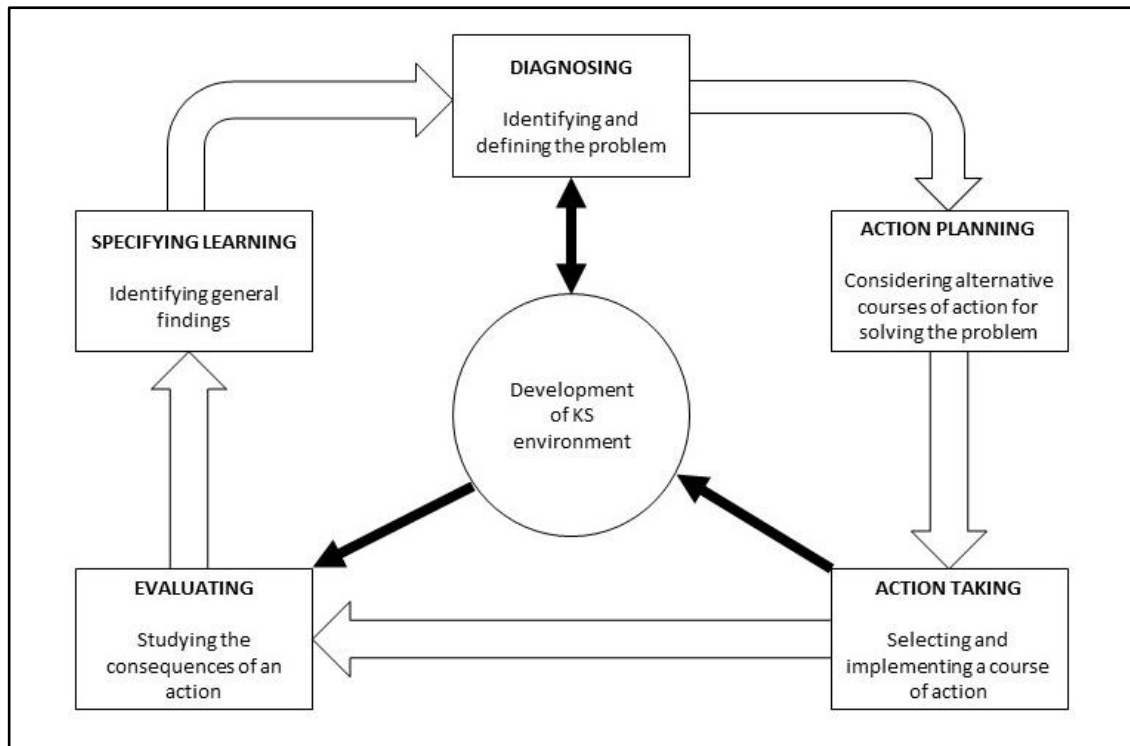 DIAGNOSING
Identifying and
defining the problem
ACTION PLANNING
Considering alternative
courses of action for
solving the problem
ACTION TAKING
Selecting and
implementing a course
of action
EVALUATING
Studying the
consequences of an
action
SPECIFYING LEARNING
Identifying general
findings
Development
of KS
environment